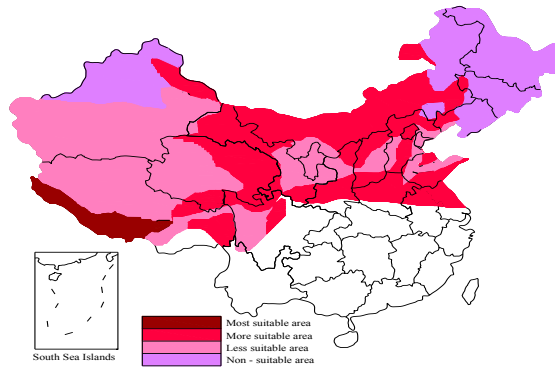 Most suitable area
More suitable area
Less suitable area
Non - suitable area
South Sea Islands